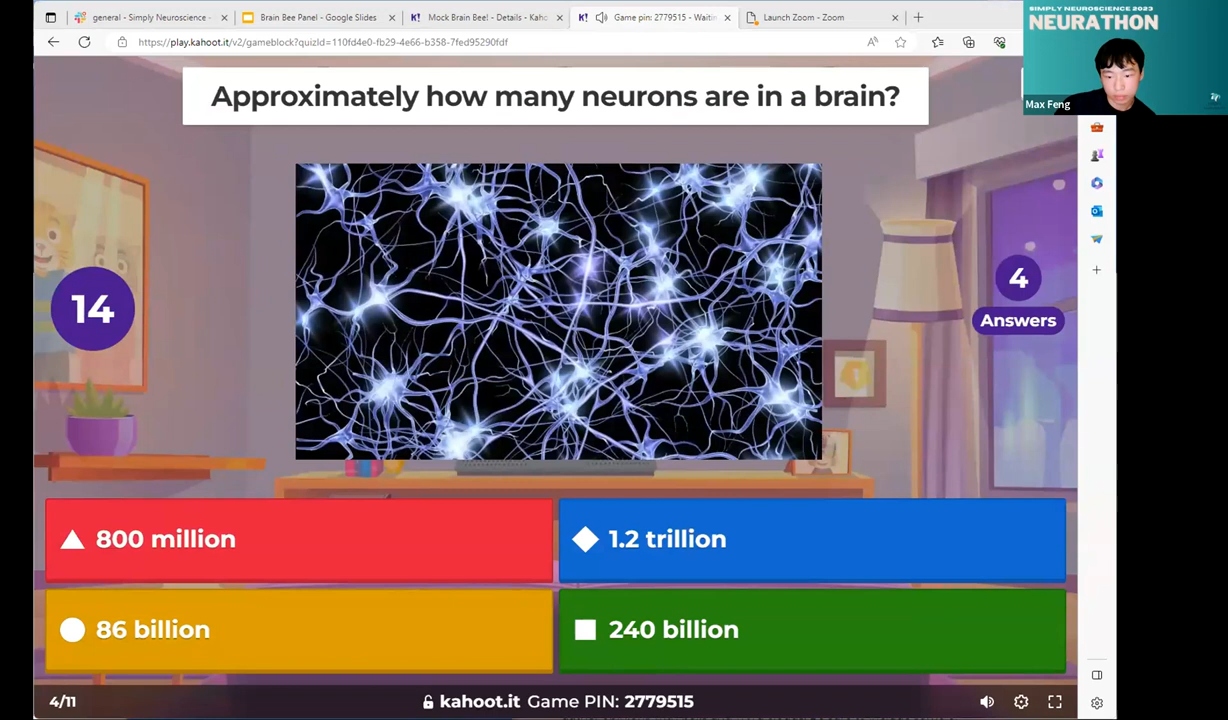 general - Simply Neuroscience -
Brain Bee Panel - Google Slides
Mock Brain Bee! - Details - Kaho
Game pin: 2779515 - Waitin
Launch Zoom - Zoom
https://play.kahoot.it/v2/gameblock?quizId=110fd4e0-fb29-4e66-b358-7fed95290fdf
SIMPLY NEUROSCIENCE 2023
NEURATHON
Max Feng
Approximately how many neurons are in a brain?
14
4
Answers
800 million
1.2 trillion
86 billion
240 billion
4/11
kahoot.it Game PIN: 2779515